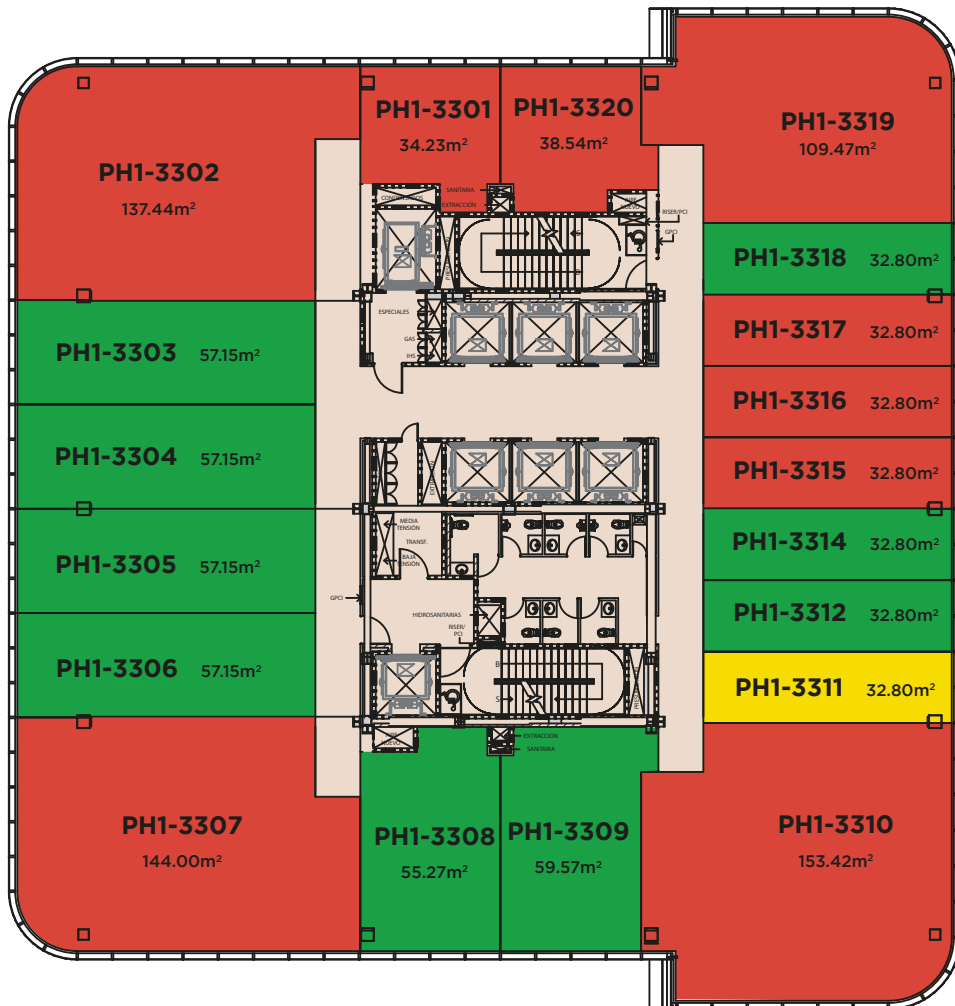 PH1-3301
34.23m²
PH1-3320
38.54m²
PH1-3319
109.47m²
PH1-3302
137.44m²
SANITARIA
EXTRACCIÓN
NUEVO
RISER/PCI
GPCI
PH1-3318 32.80m²
ESPECIALES
GAS
IHS
PH1-3317 32.80m²
PH1-3303 57.15m²
PH1-3316 32.80m²
PH1-3304 57.15m²
PH1-3315 32.80m²
MEDIA
TENSIÓN
TRANSF.
BAJA
TENSIÓN
PH1-3314 32.80m²
PH1-3305 57.15m²
GPCI
HIDROSANITARIAS
RISER/
PCI
PH1-3312 32.80m²
PH1-3306 57.15m²
PH1-3311 32.80m²
NUEVO
EXTRACCIÓN
SANITARIA
PH1-3307
144.00m²
PH1-3308
55.27m²
PH1-3309
59.57m²
PH1-3310
153.42m²